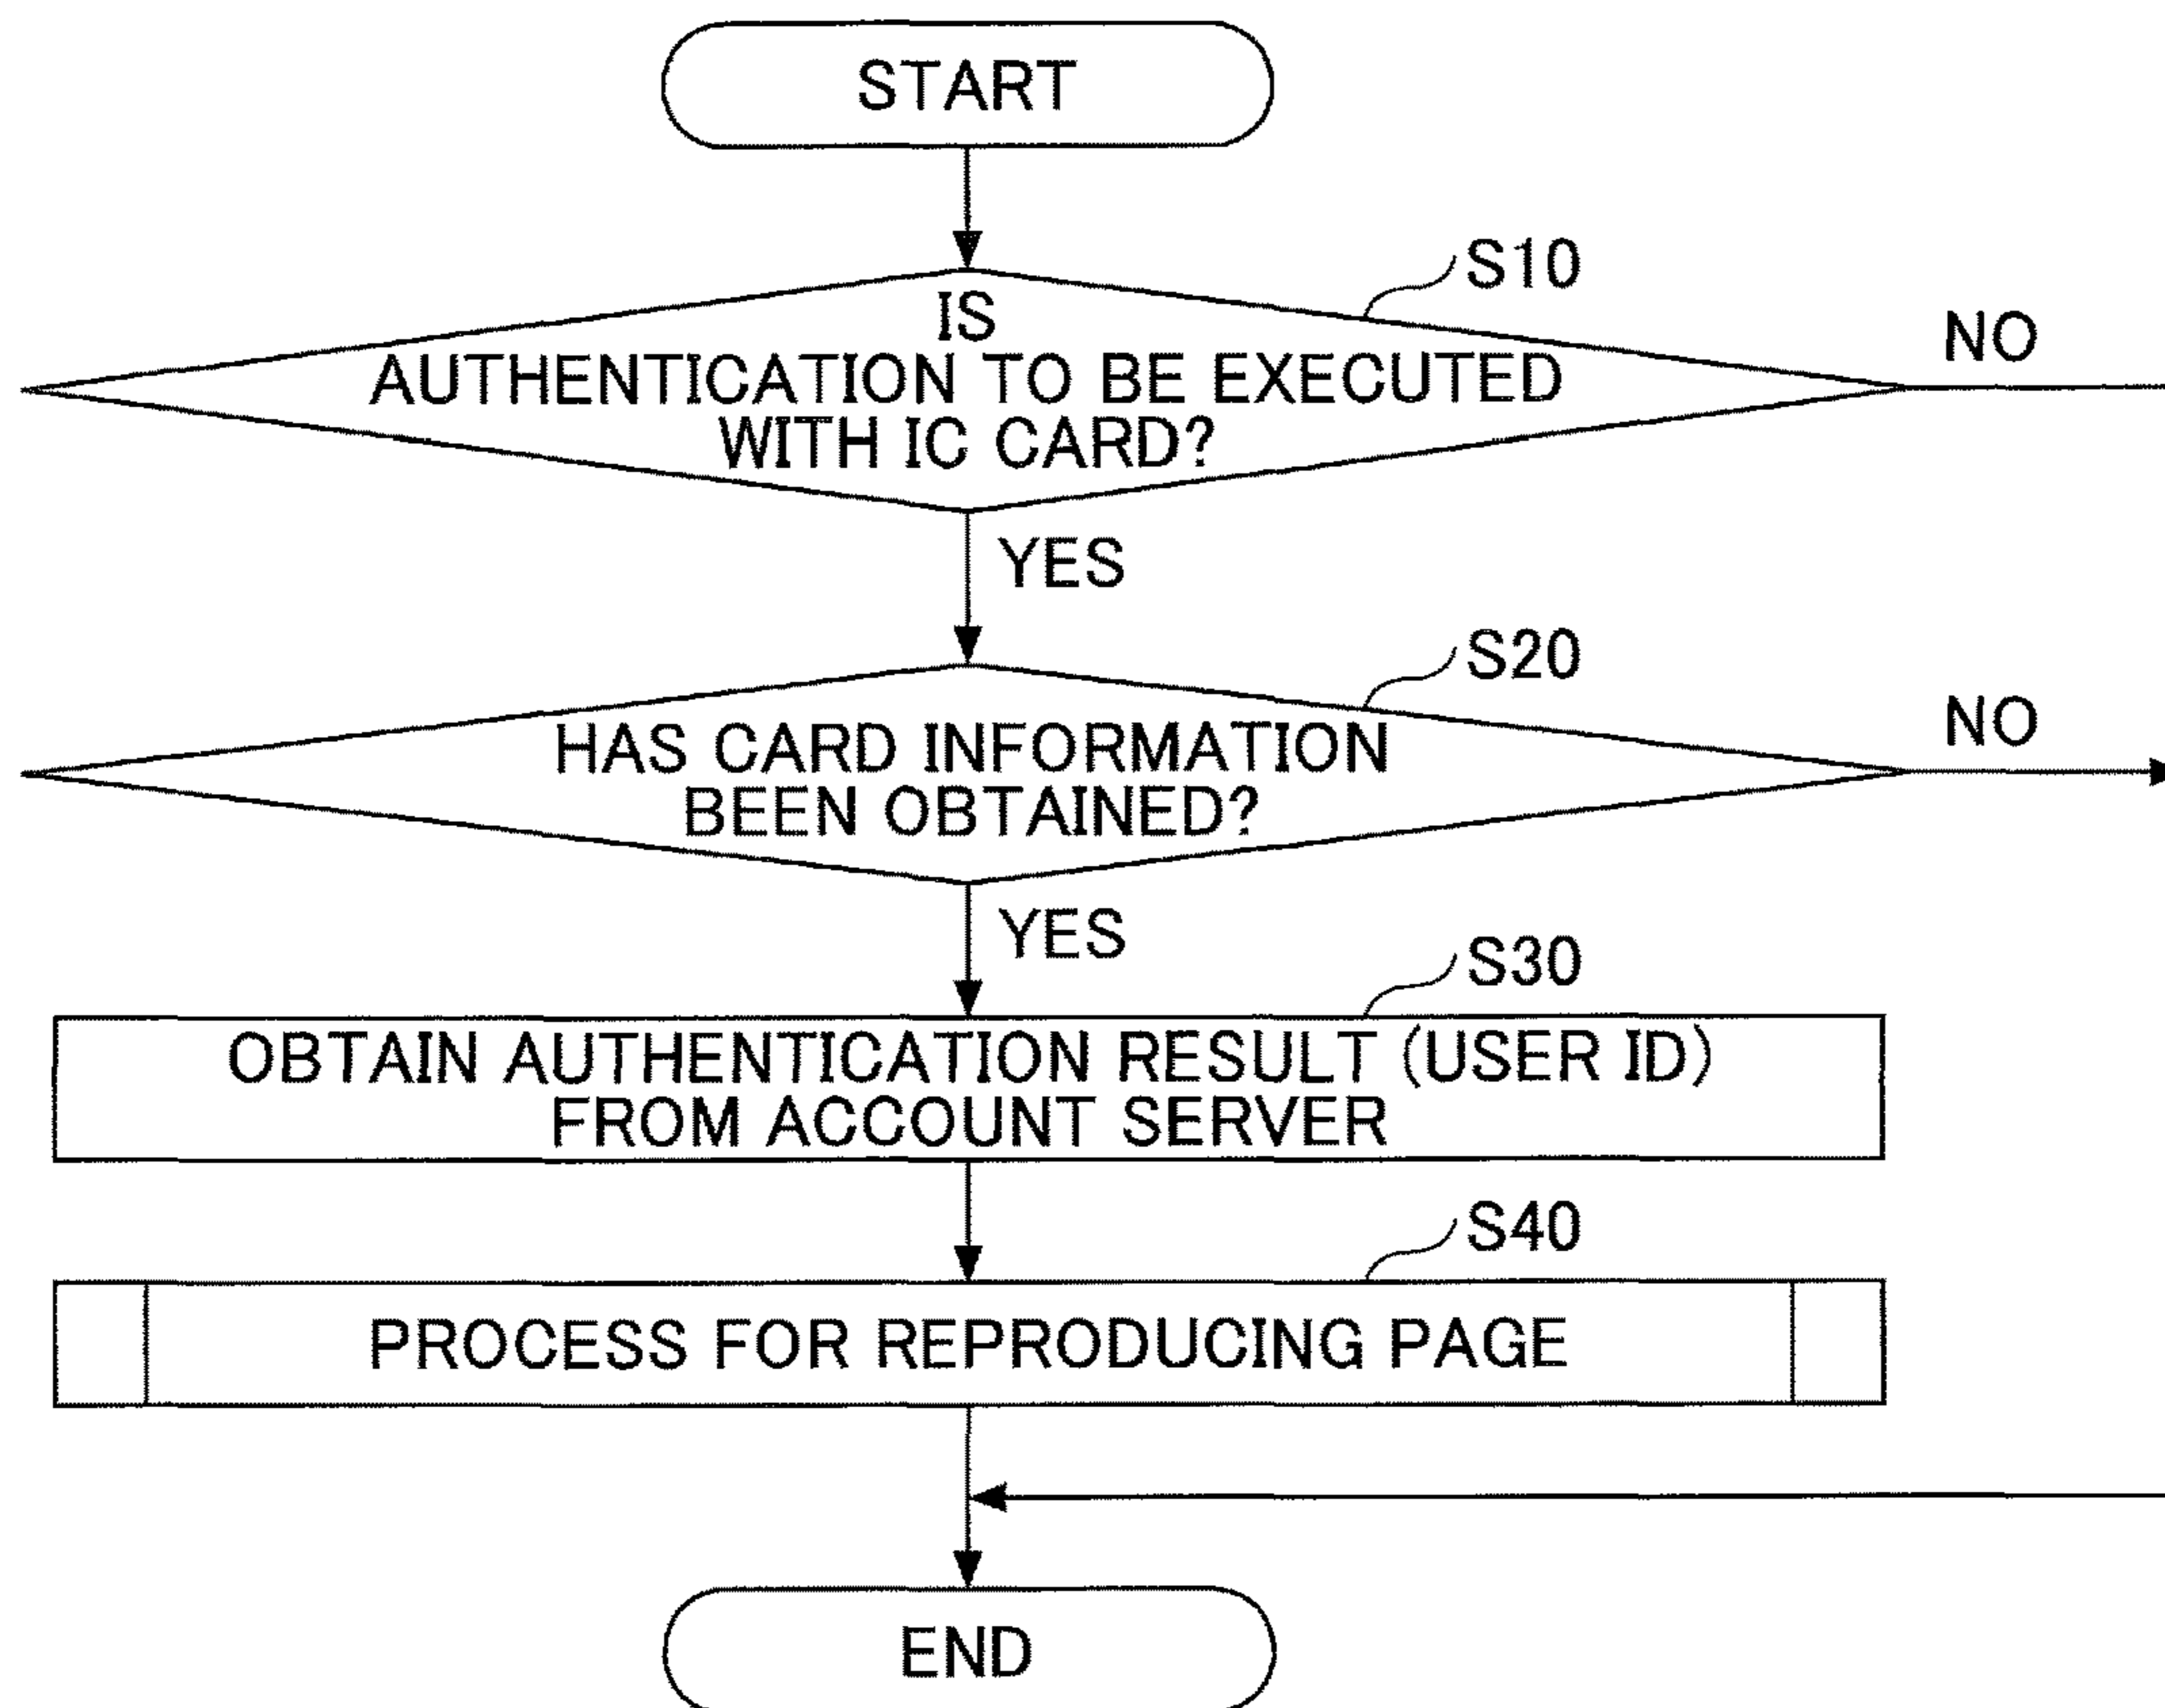 START
S10
IS
AUTHENTICATION TO BE EXECUTED
WITH IC CARD?
NO
YES
S20
HAS CARD INFORMATION
BEEN OBTAINED?
NO
YES
S30
OBTAIN AUTHENTICATION RESULT (USER ID)
FROM ACCOUNT SERVER
S40
PROCESS FOR REPRODUCING PAGE
END